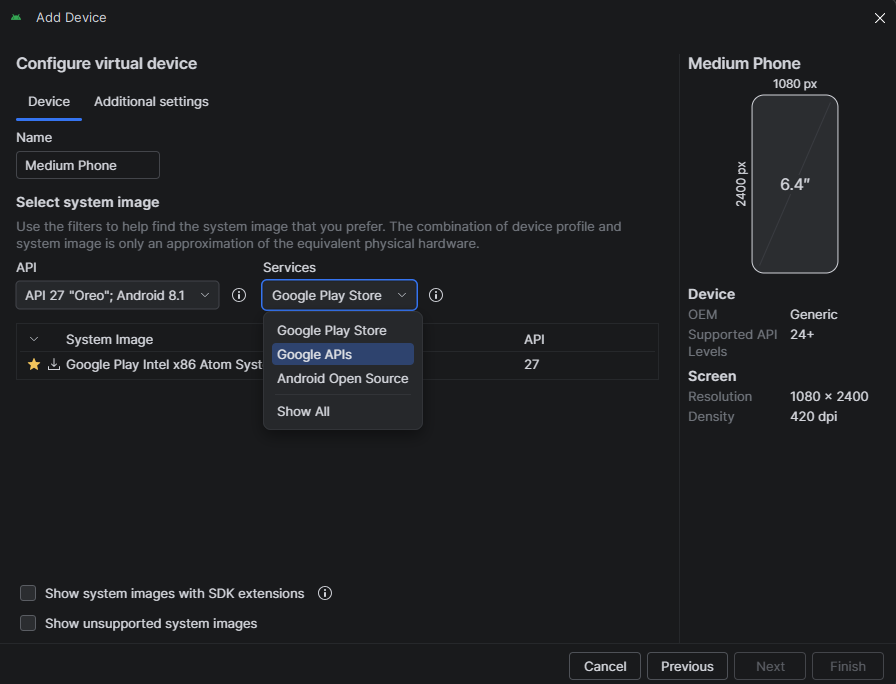 Add Device
Configure virtual device
Device Additional settings
Name
Medium Phone
Select system image
Use the filters to help find the system image that you prefer. The combination of device profile and
system image is only an approximation of the equivalent physical hardware.
API Services
API 27 "Oreo"; Android 8.1 Google Play Store
Google Play Store
Google APIs
Android Open Source
Show All
System Image API
Google Play Intel x86 Atom Syst 27
Show system images with SDK extensions
Show unsupported system images
Medium Phone
1080 px
2400 px
6.4"
Device
OEM Generic
Supported API 24+
Levels
Screen
Resolution 1080 × 2400
Density 420 dpi
Cancel Previous Next Finish